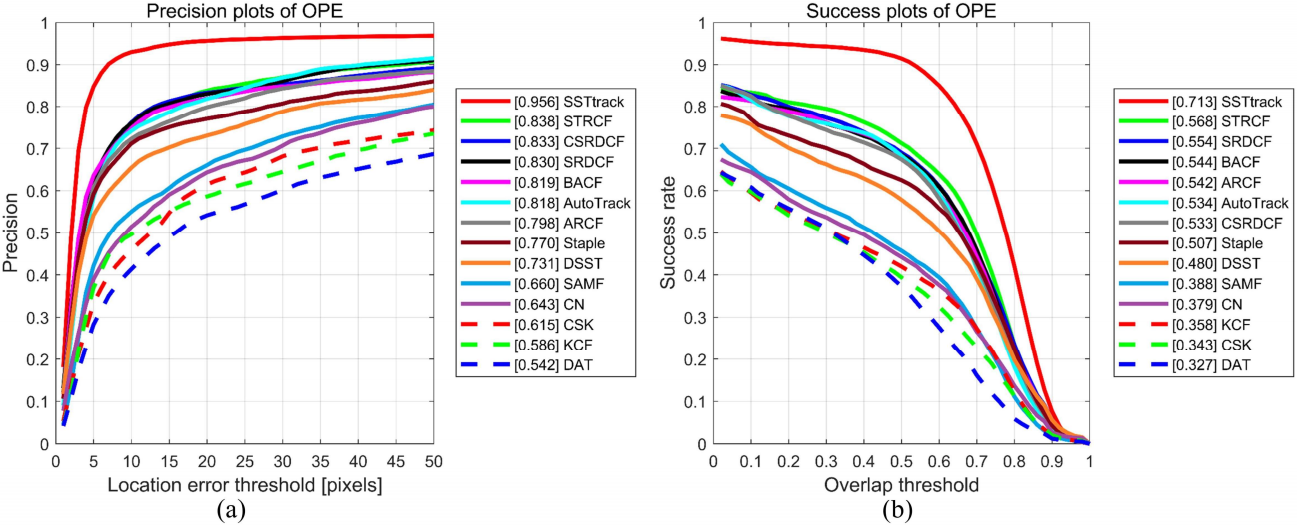 Precision plots of OPE
1
0.9
0.8
0.7
0.6
0.5
0.4
0.3
0.2
0.1
0
Precision
0 5 10 15 20 25 30 35 40 45 50
Location error threshold [pixels]
(a)
[0.956] SSTtrack
[0.838] STRCF
[0.833] CSRDCF
[0.830] SRDCF
[0.819] BACF
[0.818] AutoTrack
[0.798] ARCF
[0.770] Staple
[0.731] DSST
[0.660] SAMF
[0.643] CN
[0.615] CSK
[0.586] KCF
[0.542] DAT
Success plots of OPE
1
0.9
0.8
0.7
0.6
0.5
0.4
0.3
0.2
0.1
0
Success rate
0 0.1 0.2 0.3 0.4 0.5 0.6 0.7 0.8 0.9 1
Overlap threshold
(b)
[0.713] SSTtrack
[0.568] STRCF
[0.554] SRDCF
[0.544] BACF
[0.542] ARCF
[0.534] AutoTrack
[0.533] CSRDCF
[0.507] Staple
[0.480] DSST
[0.388] SAMF
[0.379] CN
[0.358] KCF
[0.343] CSK
[0.327] DAT